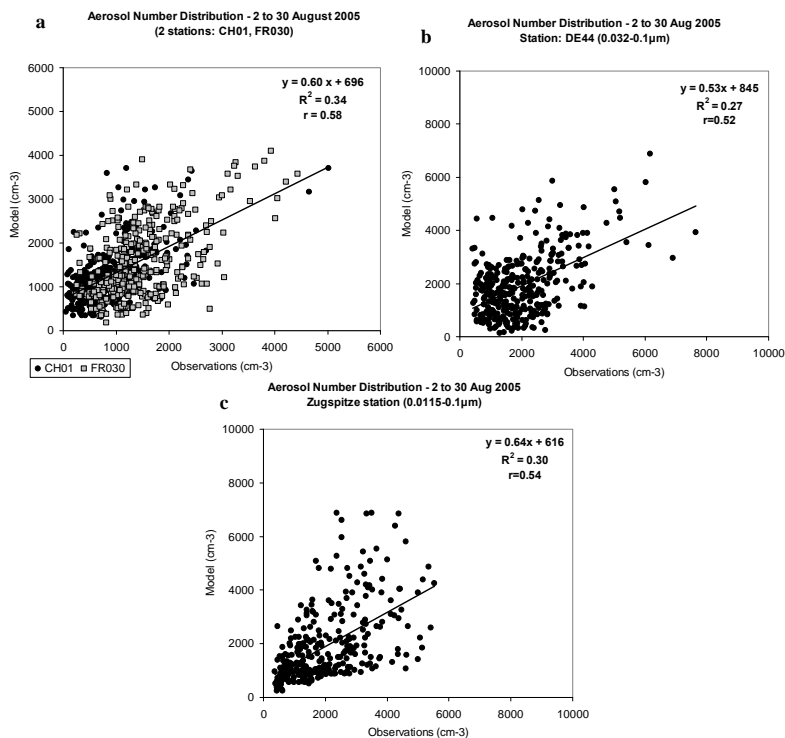 a
Aerosol Number Distribution - 2 to 30 August 2005
(2 stations: CH01, FR030)
y = 0.60 x + 696
R² = 0.34
r = 0.58
Model (cm-3)
6000
5000
4000
3000
2000
1000
0
0 1000 2000 3000 4000 5000 6000
Observations (cm-3)
CH01 FR030
b
Aerosol Number Distribution - 2 to 30 Aug 2005
Station: DE44 (0.032-0.1µm)
y = 0.53x + 845
R² = 0.27
r=0.52
Model (cm-3)
10000
8000
6000
4000
2000
0
0 2000 4000 6000 8000 10000
Observations (cm-3)
c
Aerosol Number Distribution - 2 to 30 Aug 2005
Zugspitze station (0.0115-0.1µm)
y = 0.64x + 616
R² = 0.30
r=0.54
Model (cm-3)
10000
8000
6000
4000
2000
0
0 2000 4000 6000 8000 10000
Observations (cm-3)